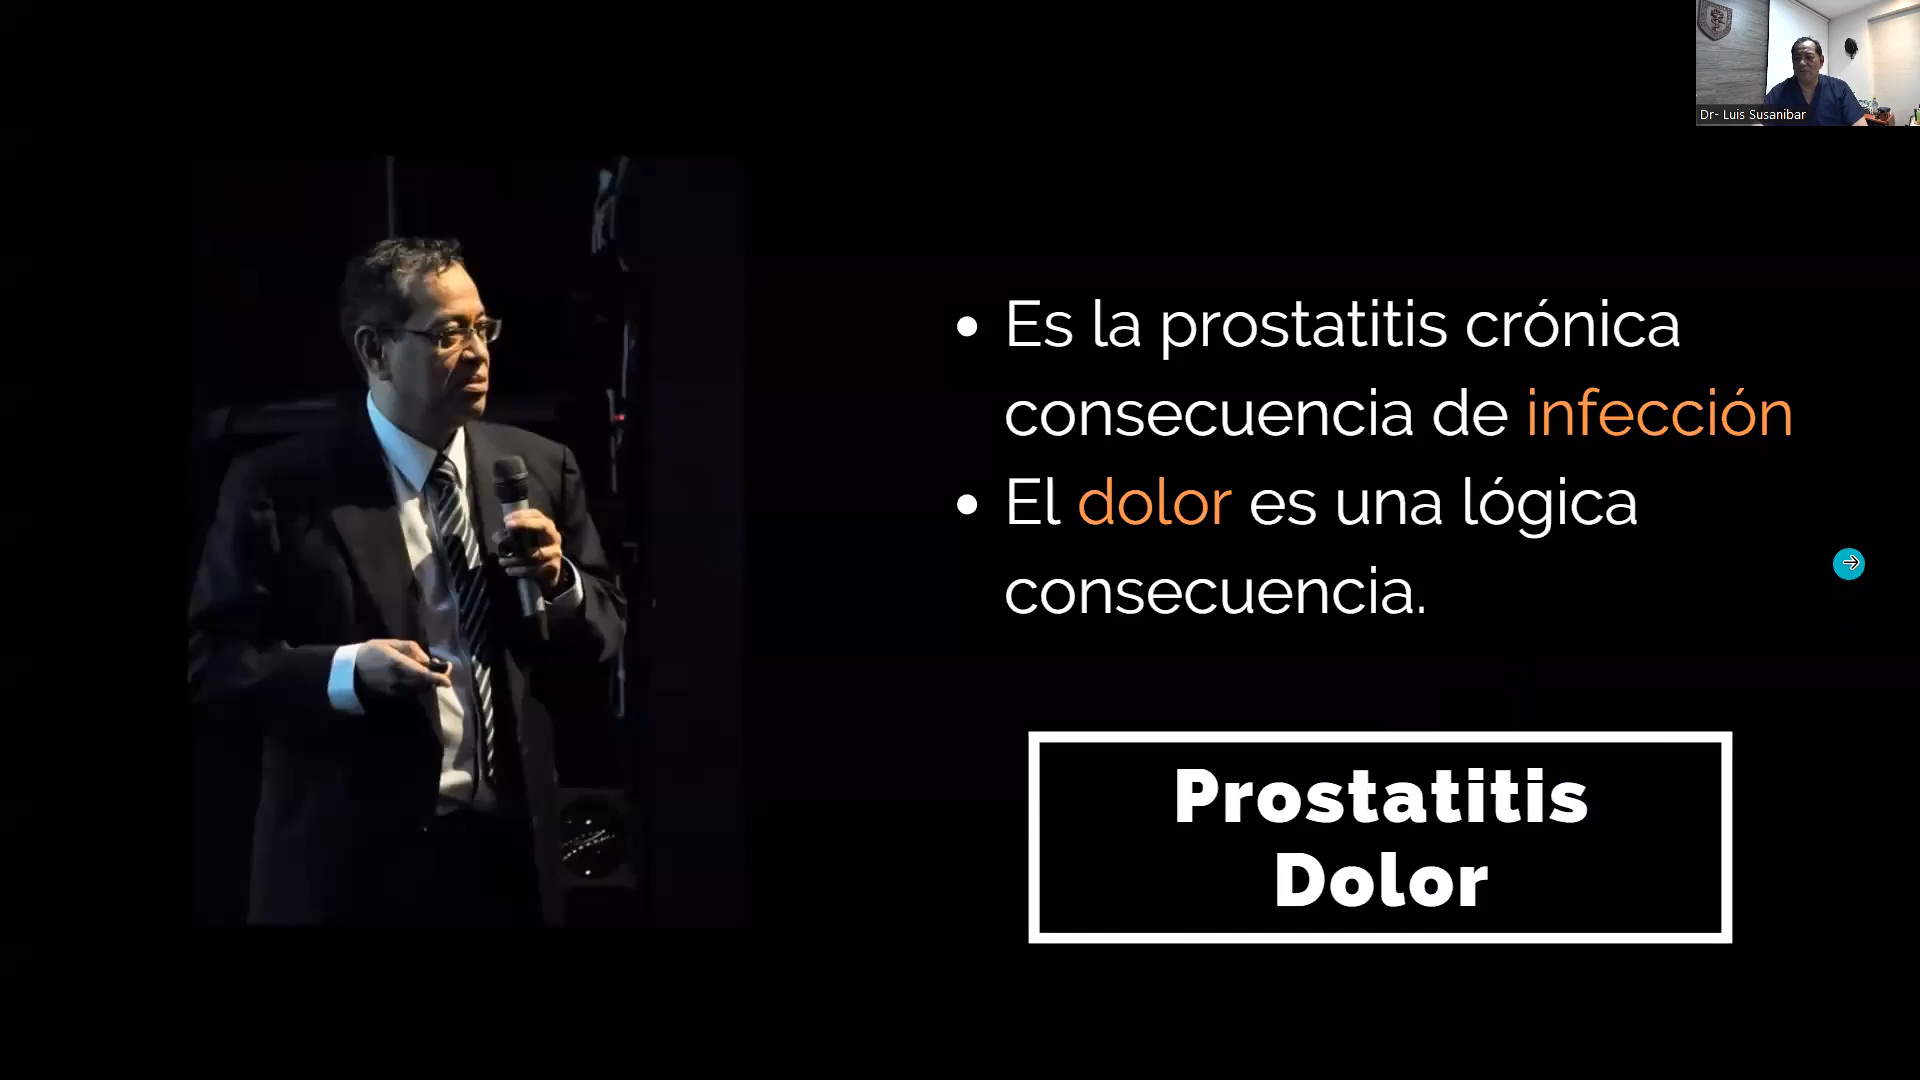 Dr- Luis Susanibar
• Es la prostatitis crónica
consecuencia de infección
• El dolor es una lógica
consecuencia.
Prostatitis
Dolor